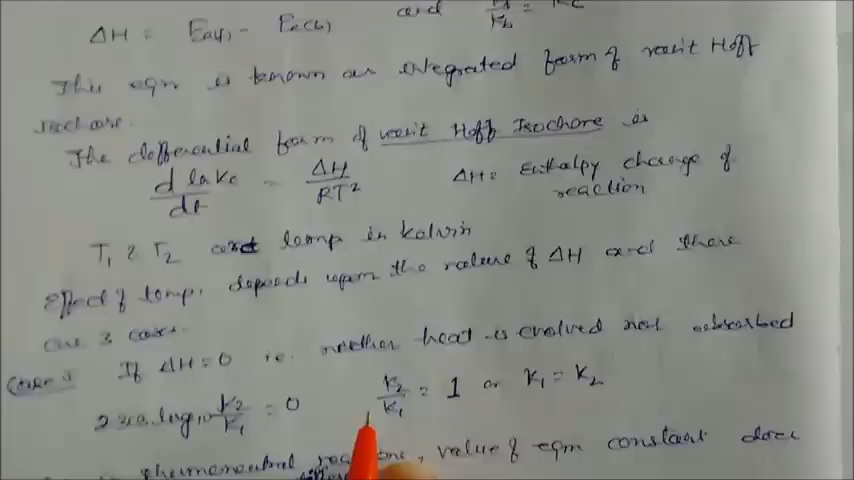 ΔH = Ea(f) - Ea(b) and K₂ = Kc
This eqn is known as integrated form of vant Hoff
isochore.
The differential form of vant Hoff Isochore is
d lnKc / dt = ΔH / RT² ΔH = Enthalpy change of reaction
T₁ & T₂ are temp in kelvin
Effect of temp. depends upon the value of ΔH and there
are 3 cases.
Case I If ΔH = 0 i.e. neither heat is evolved nor absorbed
2.303 log₁₀ K₂/K₁ = 0 K₂/K₁ = 1 or K₁ = K₂
thermoneutral reactions, value of eqm constant does